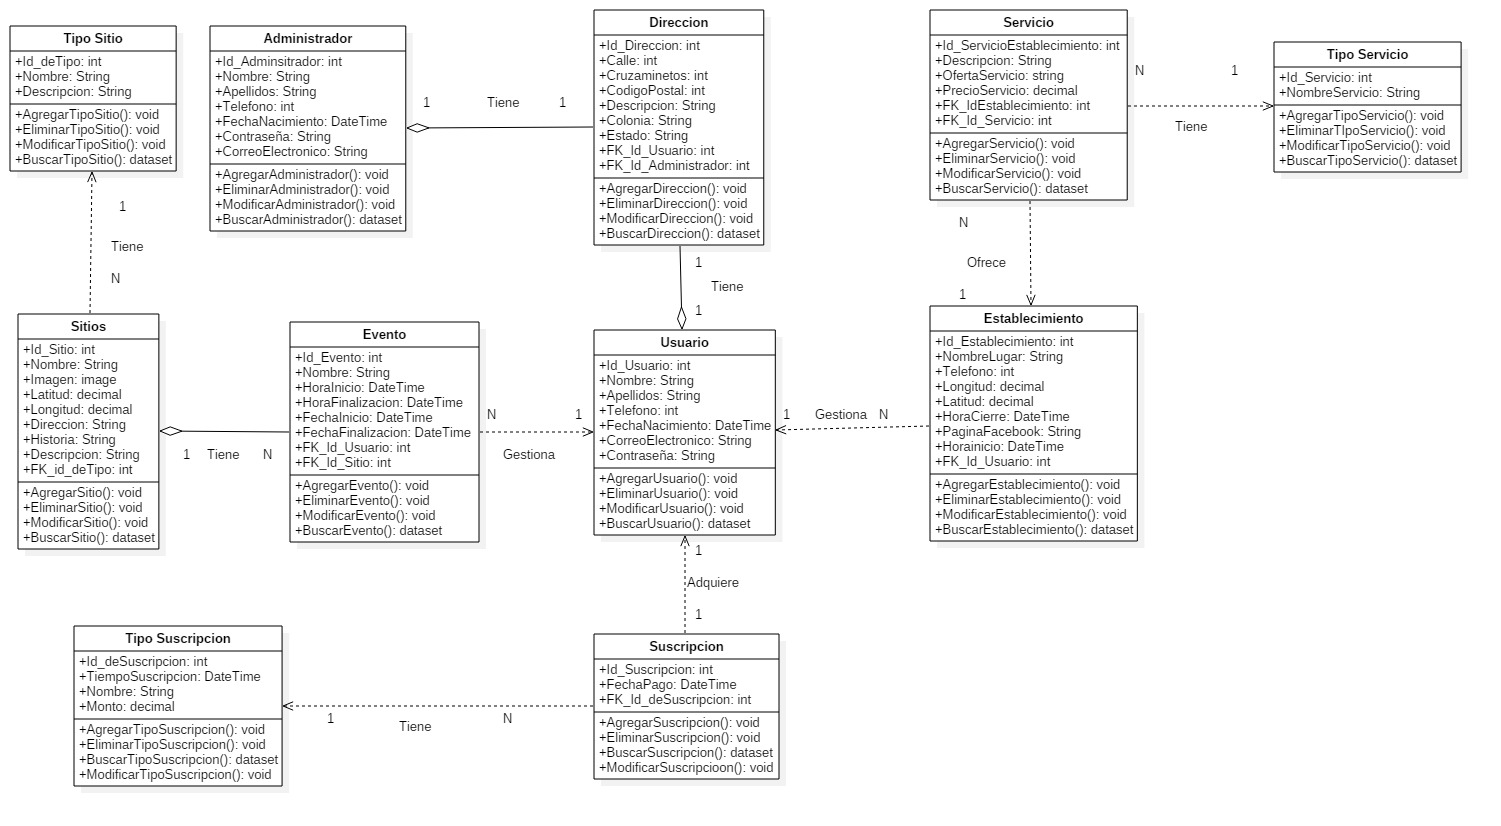 Tipo Sitio
+Id_deTipo: int
+Nombre: String
+Descripcion: String
+AgregarTipoSitio(): void
+EliminarTipoSitio(): void
+ModificarTipoSitio(): void
+BuscarTipoSitio(): dataset
Administrador
+Id_Adminsitrador: int
+Nombre: String
+Apellidos: String
+Telefono: int
+FechaNacimiento: DateTime
+Contraseña: String
+CorreoElectronico: String
+AgregarAdministrador(): void
+EliminarAdministrador(): void
+ModificarAdministrador(): void
+BuscarAdministrador(): dataset
1
Tiene
1
Direccion
+Id_Direccion: int
+Calle: int
+Cruzaminetos: int
+CodigoPostal: int
+Descripcion: String
+Colonia: String
+Estado: String
+FK_Id_Usuario: int
+FK_Id_Administrador: int
+AgregarDireccion(): void
+EliminarDireccion(): void
+ModificarDireccion(): void
+BuscarDireccion(): dataset
Servicio
+Id_ServicioEstablecimiento: int
+Descripcion: String
+OfertaServicio: string
+PrecioServicio: decimal
+FK_IdEstablecimiento: int
+FK_Id_Servicio: int
+AgregarServicio(): void
+EliminarServicio(): void
+ModificarServicio(): void
+BuscarServicio(): dataset
N
1
Tiene
Tipo Servicio
+Id_Servicio: int
+NombreServicio: String
+AgregarTipoServicio(): void
+EliminarTIpoServicio(): void
+ModificarTipoServicio(): void
+BuscarTipoServicio(): dataset
1
Tiene
N
1
Tiene
1
N
Ofrece
1
Sitios
+Id_Sitio: int
+Nombre: String
+Imagen: image
+Latitud: decimal
+Longitud: decimal
+Direccion: String
+Historia: String
+Descripcion: String
+FK_id_deTipo: int
+AgregarSitio(): void
+EliminarSitio(): void
+ModificarSitio(): void
+BuscarSitio(): dataset
1
Tiene
N
Evento
+Id_Evento: int
+Nombre: String
+HoraInicio: DateTime
+HoraFinalizacion: DateTime
+FechaInicio: DateTime
+FechaFinalizacion: DateTime
+FK_Id_Usuario: int
+FK_Id_Sitio: int
+AgregarEvento(): void
+EliminarEvento(): void
+ModificarEvento(): void
+BuscarEvento(): dataset
N
1
Gestiona
Usuario
+Id_Usuario: int
+Nombre: String
+Apellidos: String
+Telefono: int
+FechaNacimiento: DateTime
+CorreoElectronico: String
+Contraseña: String
+AgregarUsuario(): void
+EliminarUsuario(): void
+ModificarUsuario(): void
+BuscarUsuario(): dataset
1
Gestiona
N
Establecimiento
+Id_Establecimiento: int
+NombreLugar: String
+Telefono: int
+Longitud: decimal
+Latitud: decimal
+HoraCierre: DateTime
+PaginaFacebook: String
+Horainicio: DateTime
+FK_Id_Usuario: int
+AgregarEstablecimiento(): void
+EliminarEstablecimiento(): void
+ModificarEstablecimiento(): void
+BuscarEstablecimiento(): dataset
1
Adquiere
1
Tipo Suscripcion
+Id_deSuscripcion: int
+TiempoSuscripcion: DateTime
+Nombre: String
+Monto: decimal
+AgregarTipoSuscripcion(): void
+EliminarTipoSuscripcion(): void
+BuscarTipoSuscripcion(): dataset
+ModificarTipoSuscripcion(): void
1
Tiene
N
Suscripcion
+Id_Suscripcion: int
+FechaPago: DateTime
+FK_Id_deSuscripcion: int
+AgregarSuscripcion(): void
+EliminarSuscripcion(): void
+BuscarSuscripcion(): dataset
+ModificarSuscripcioon(): void